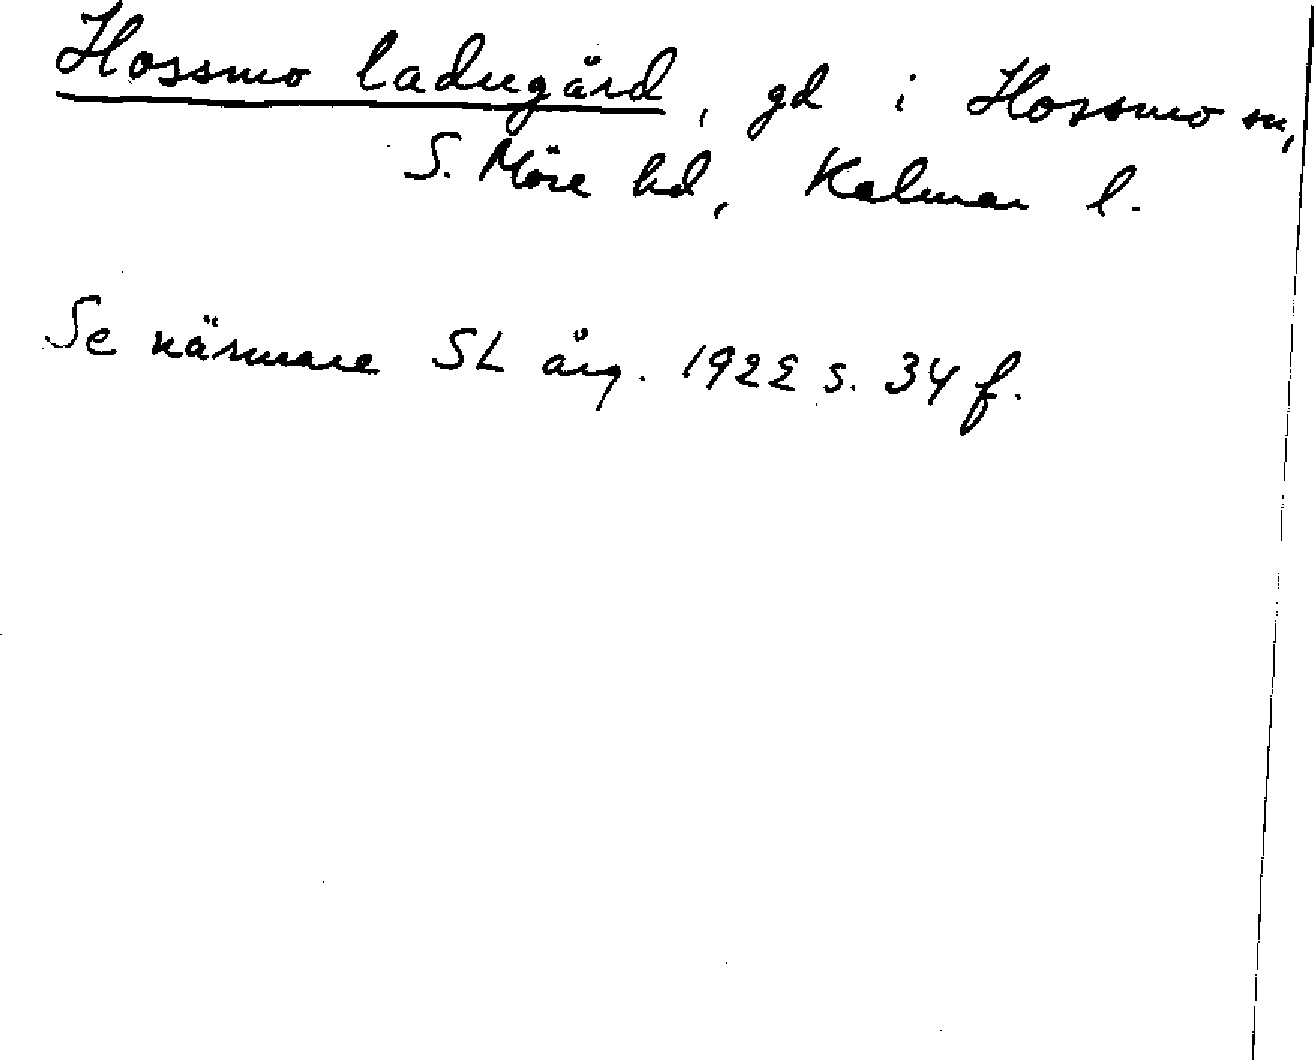 Hossmo ladugård, gd i Hossmo sn,
S. Möre hd, Kalmar l.
Se närmare SL årg. 1922 s. 34 f.